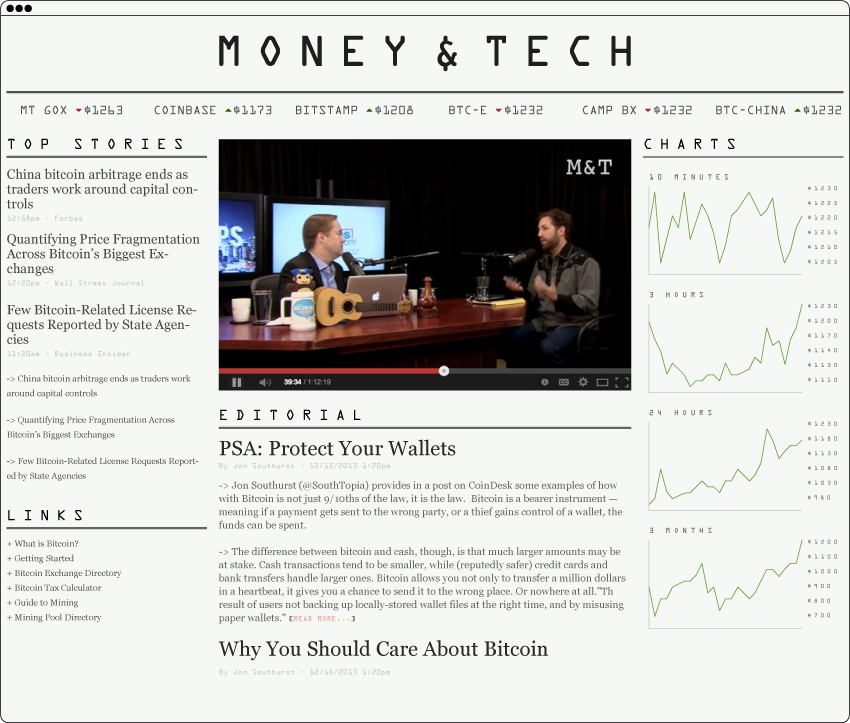 MONEY & TECH
MT GOX $1263 COINBASE $1173 BITSTAMP $1208 BTC-E $1232 CAMP BX $1232 BTC-CHINA $1232
TOP STORIES
China bitcoin arbitrage ends as
traders work around capital con-
trols
12:58pm - Forbes
Quantifying Price Fragmentation
Across Bitcoin's Biggest Ex-
changes
12:20pm - Wall Street Journal
Few Bitcoin-Related License Re-
quests Reported by State Agen-
cies
11:20am - Business Insider
-> China bitcoin arbitrage ends as traders work
around capital controls
-> Quantifying Price Fragmentation Across
Bitcoin's Biggest Exchanges
-> Few Bitcoin-Related License Requests Report-
ed by State Agencies
LINKS
+ What is Bitcoin?
+ Getting Started
+ Bitcoin Exchange Directory
+ Bitcoin Tax Calculator
+ Guide to Mining
+ Mining Pool Directory
M&T
39:34 / 1:12:19
EDITORIAL
PSA: Protect Your Wallets
By Jon Southurst - 12/15/2013 1:20pm
-> Jon Southurst (@SouthTopia) provides in a post on CoinDesk some examples of how
with Bitcoin is not just 9/10ths of the law, it is the law.  Bitcoin is a bearer instrument —
meaning if a payment gets sent to the wrong party, or a thief gains control of a wallet, the
funds can be spent.
-> The difference between bitcoin and cash, though, is that much larger amounts may be
at stake. Cash transactions tend to be smaller, while (reputedly safer) credit cards and
bank transfers handle larger ones. Bitcoin allows you not only to transfer a million dollars
in a heartbeat, it gives you a chance to send it to the wrong place. Or nowhere at all."Th
result of users not backing up locally-stored wallet files at the right time, and by misusing
paper wallets." [READ MORE...]
Why You Should Care About Bitcoin
By Jon Southurst - 12/15/2013 1:20pm
CHARTS
10 MINUTES
$1230
$1225
$1220
$1215
$1210
$1205
3 HOURS
$1230
$1200
$1170
$1140
$1130
$1110
24 HOURS
$1230
$1180
$1130
$1080
$1030
$980
3 MONTHS
$1200
$1100
$1000
$900
$800
$700